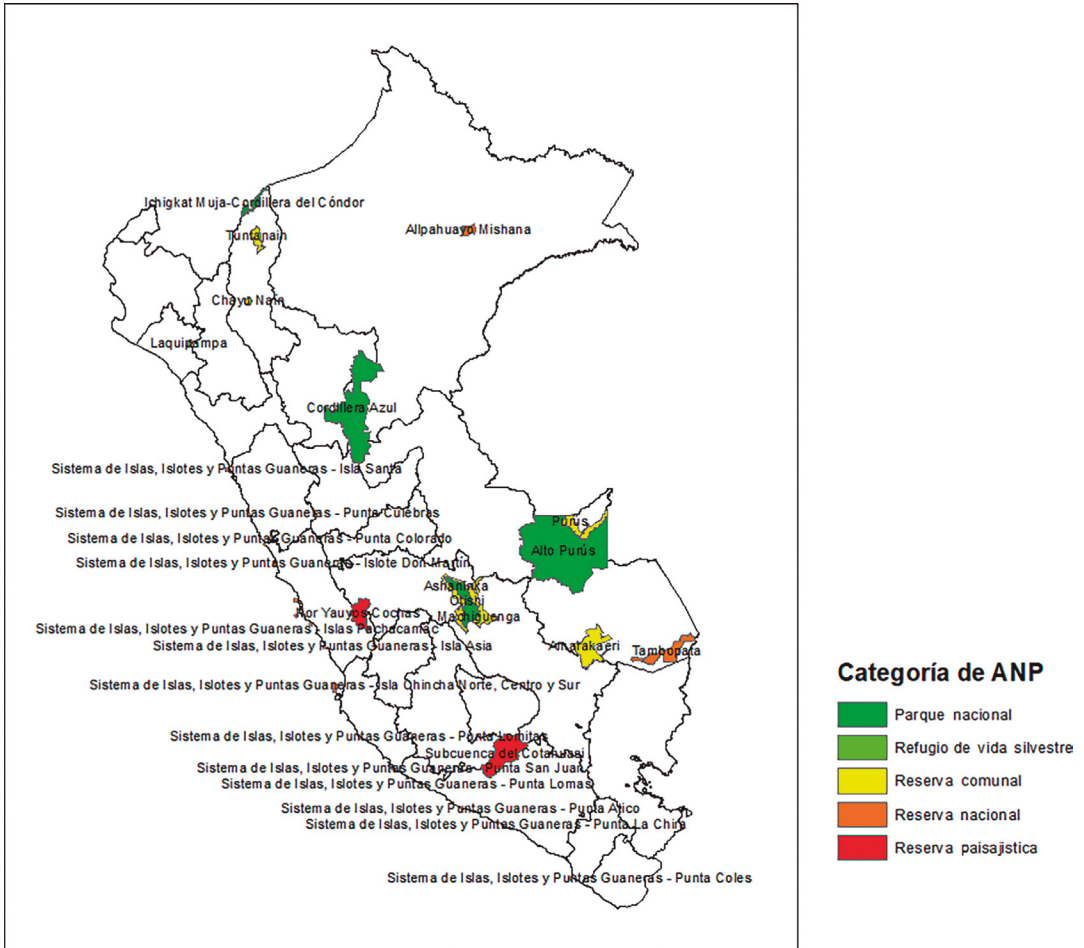 Ichigkat Muja-Cordillera del Cóndor
Tuntanain
Allpahuayo Mishana
Chayu Nain
Laquipampa
Cordillera Azul
Sistema de Islas, Islotes y Puntas Guaneras - Isla Santa
Sistema de Islas, Islotes y Puntas Guaneras - Punta Culebras
Purus
Sistema de Islas, Islotes y Puntas Guaneras - Punta Colorado
Alto Purús
Sistema de Islas, Islotes y Puntas Guaneras - Islote Don Martín
Ashaninka
Otishi
Nor Yauyos Cochas
Machiguenga
Sistema de Islas, Islotes y Puntas Guaneras - Islas Pachacamac
Sistema de Islas, Islotes y Puntas Guaneras - Isla Asia
Amarakaeri
Tambopata
Sistema de Islas, Islotes y Puntas Guaneras - Isla Chincha Norte, Centro y Sur
Sistema de Islas, Islotes y Puntas Guaneras - Punta Lomitas
Subcuenca del Cotahuasi
Sistema de Islas, Islotes y Puntas Guaneras - Punta San Juan
Sistema de Islas, Islotes y Puntas Guaneras - Punta Lomas
Sistema de Islas, Islotes y Puntas Guaneras - Punta Atico
Sistema de Islas, Islotes y Puntas Guaneras - Punta La Chira
Sistema de Islas, Islotes y Puntas Guaneras - Punta Coles
Categoría de ANP
Parque nacional
Refugio de vida silvestre
Reserva comunal
Reserva nacional
Reserva paisajistica